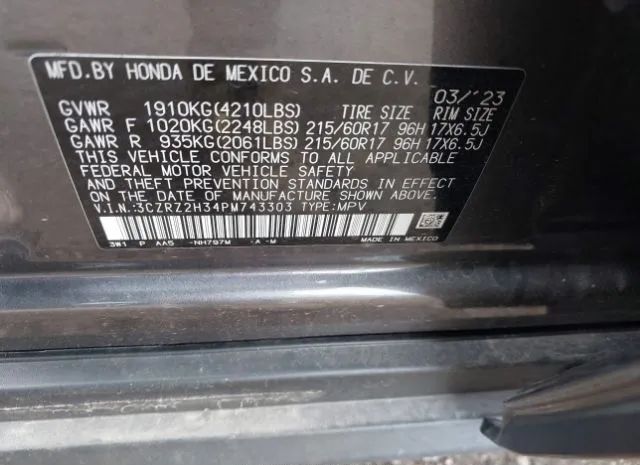 MFD.BY HONDA DE MEXICO S.A. DE C.V.
03/'23
GVWR 1910KG(4210LBS) TIRE SIZE RIM SIZE
GAWR F 1020KG(2248LBS) 215/60R17 96H 17X6.5J
GAWR R 935KG(2061LBS) 215/60R17 96H 17X6.5J
THIS VEHICLE CONFORMS TO ALL APPLICABLE
FEDERAL MOTOR VEHICLE SAFETY
AND THEFT PREVENTION STANDARDS IN EFFECT
ON THE DATE OF MANUFACTURE SHOWN ABOVE.
V.I.N.:3CZRZ2H34PM743303 TYPE:MPV
3W1 P AA5 -NH797M -A -M
MADE IN MEXICO